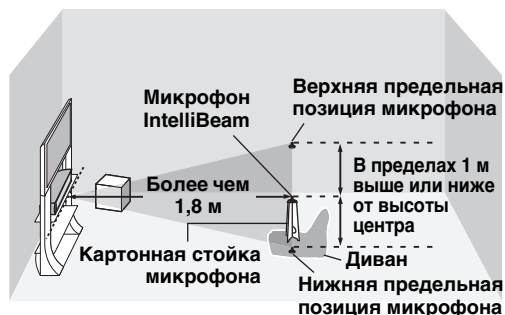 Верхняя предельная
позиция микрофона
Микрофон
IntelliBeam
В пределах 1 м
выше или ниже
от высоты
центра
Более чем
1,8 м
Картонная стойка
микрофона
Диван
Нижняя предельная
позиция микрофона